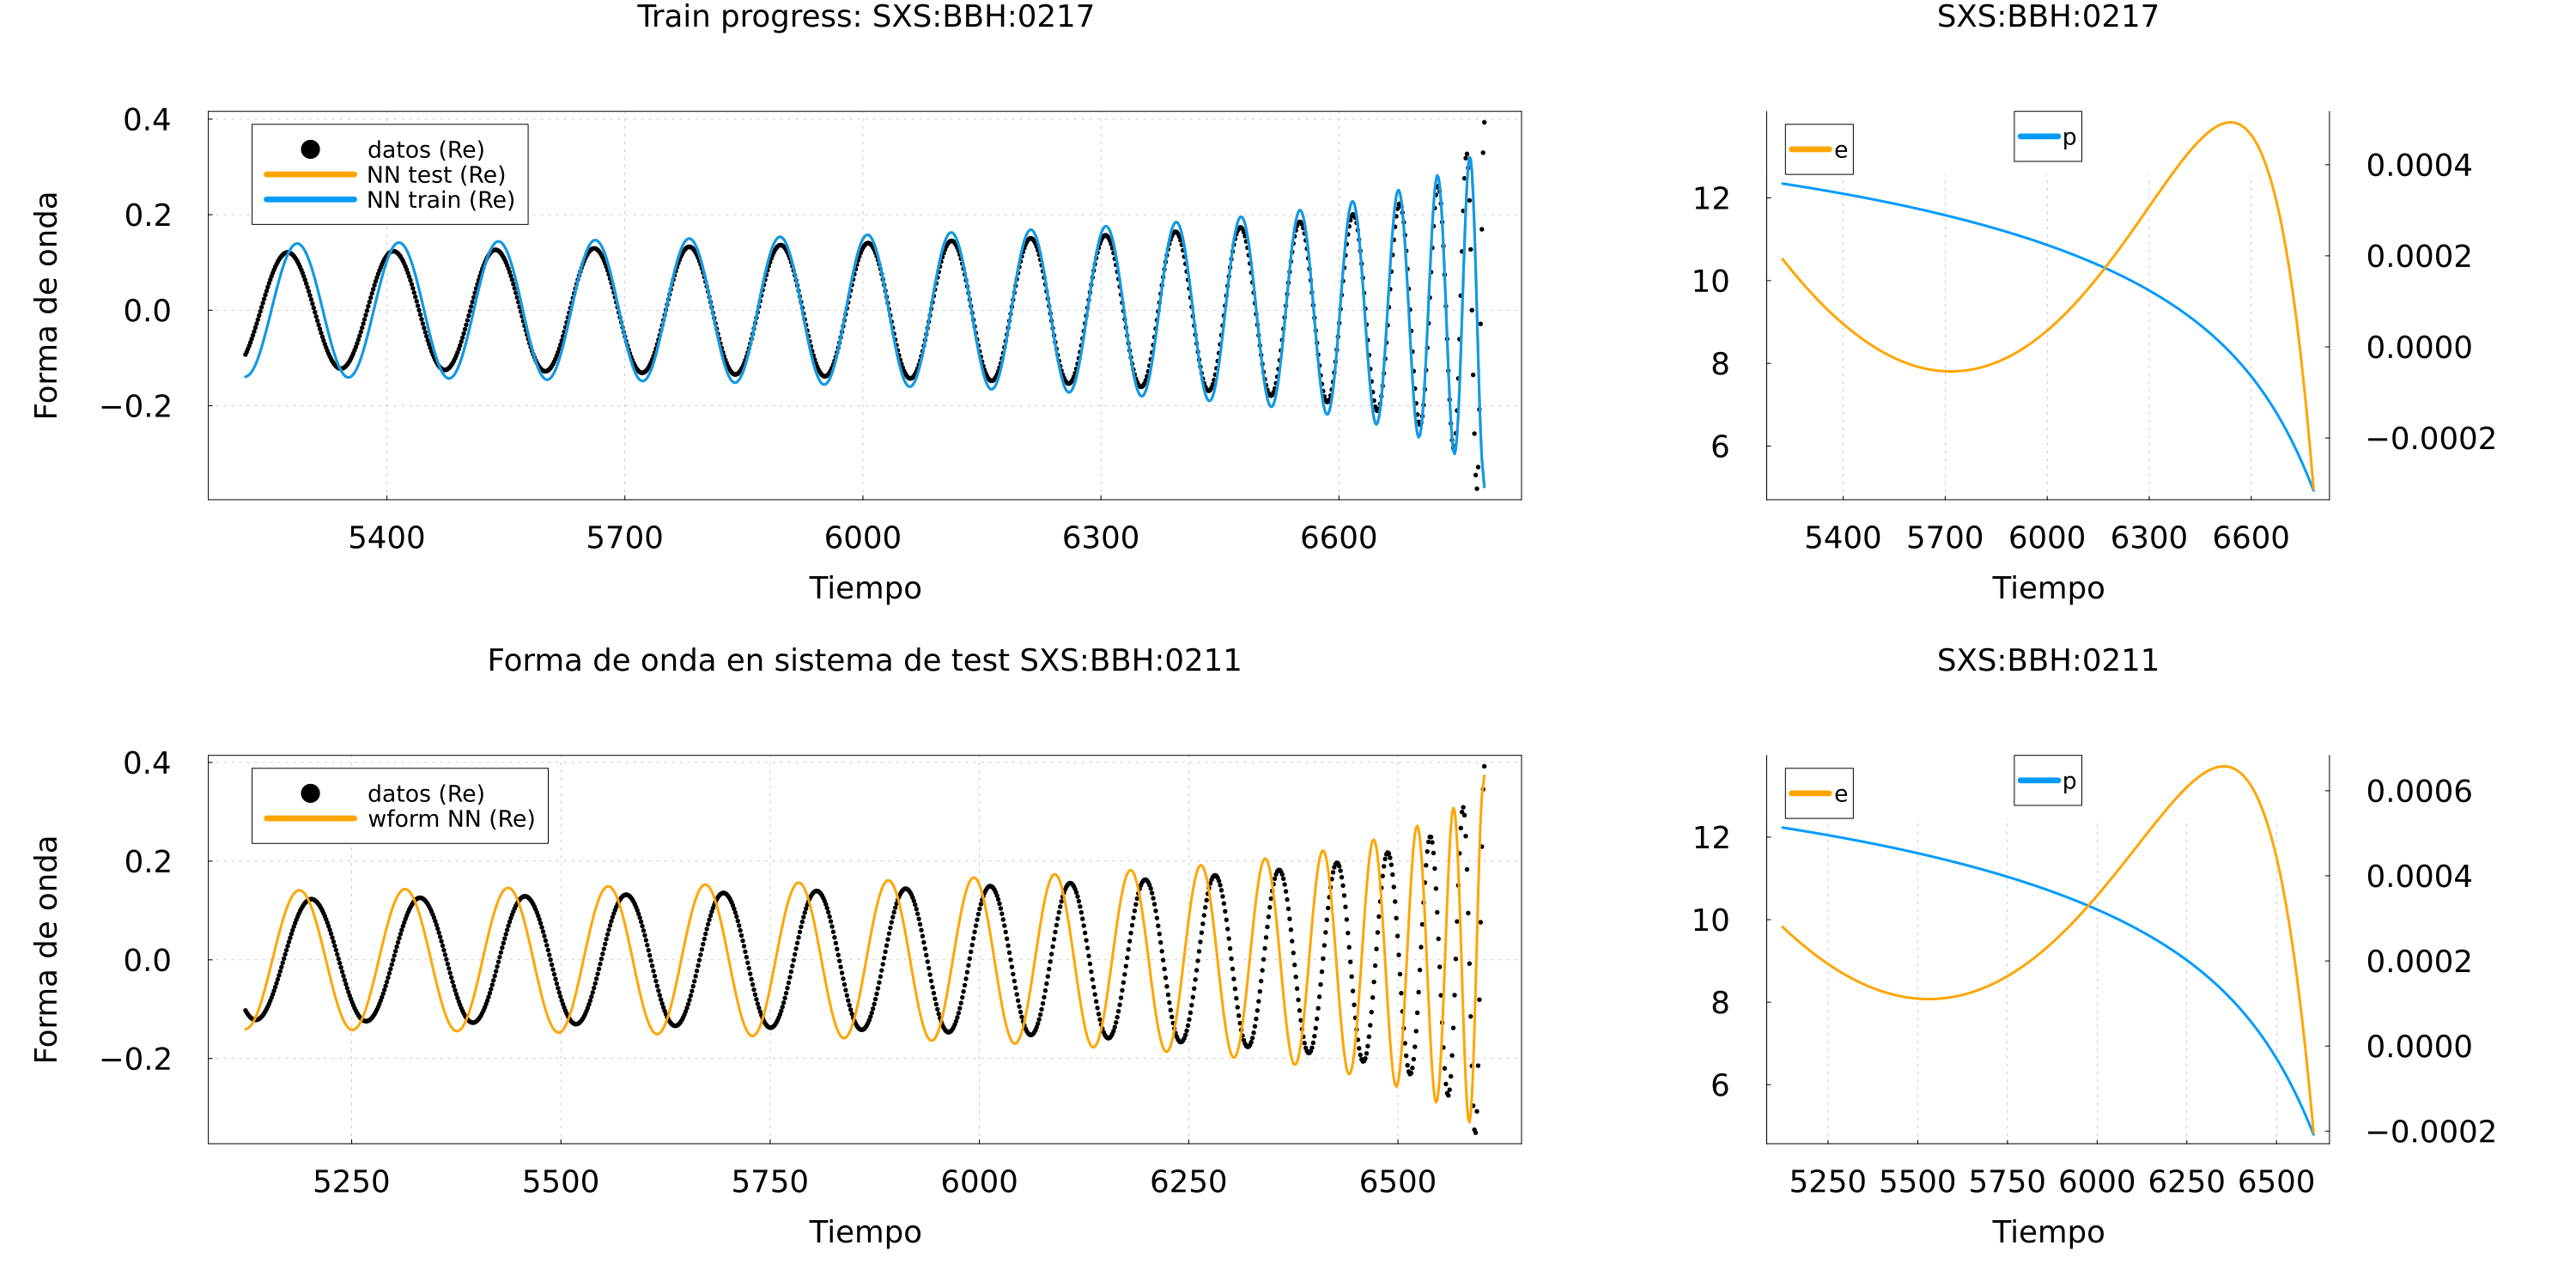 Train progress: SXS:BBH:0217
Forma de onda
0.4
0.2
0.0
−0.2
datos (Re)
NN test (Re)
NN train (Re)
5400 5700 6000 6300 6600
Tiempo
SXS:BBH:0217
12
10
8
6
e
p
0.0004
0.0002
0.0000
−0.0002
5400 5700 6000 6300 6600
Tiempo
Forma de onda en sistema de test SXS:BBH:0211
Forma de onda
0.4
0.2
0.0
−0.2
datos (Re)
wform NN (Re)
5250 5500 5750 6000 6250 6500
Tiempo
SXS:BBH:0211
12
10
8
6
e
p
0.0006
0.0004
0.0002
0.0000
−0.0002
5250 5500 5750 6000 6250 6500
Tiempo